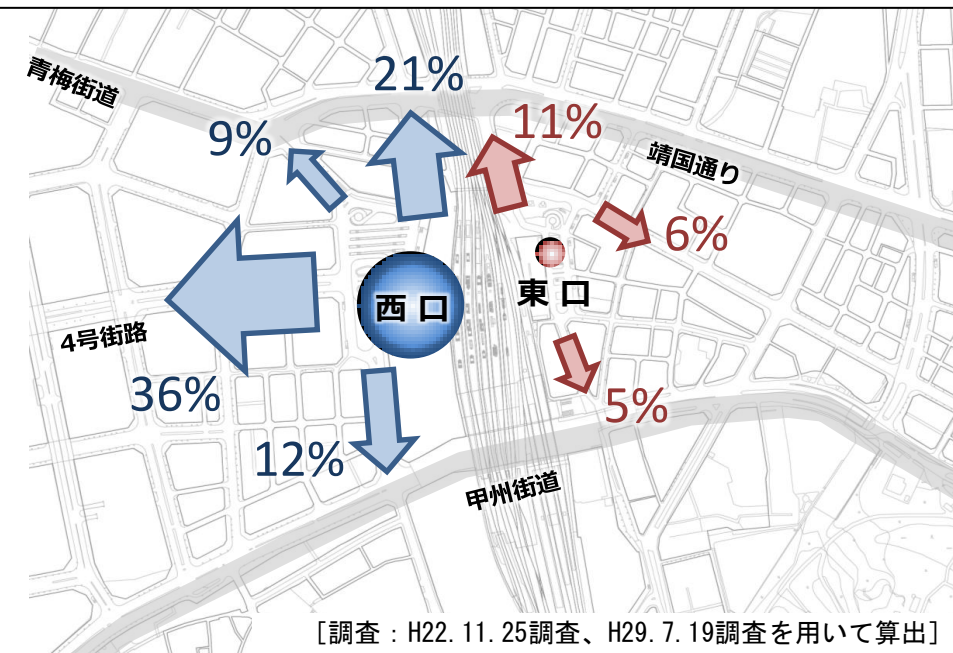 青梅街道
21%
9%
11%
靖国通り
6%
西口
東口
4号街路
36%
5%
12%
甲州街道
[調査：H22.11.25調査、H29.7.19調査を用いて算出]